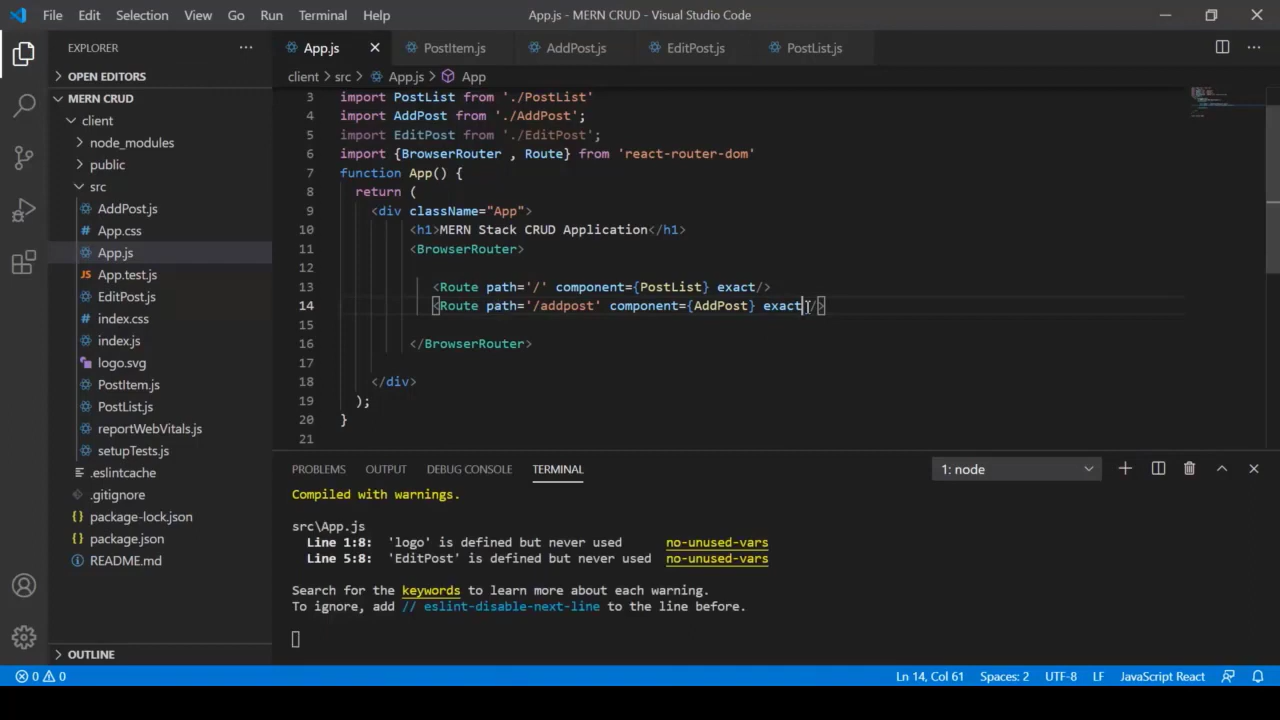 File Edit Selection View Go Run Terminal Help App.js - MERN CRUD - Visual Studio Code
EXPLORER ···
OPEN EDITORS
MERN CRUD
client
node_modules
public
src
AddPost.js
App.css
App.js
JS App.test.js
EditPost.js
index.css
index.js
logo.svg
PostItem.js
PostList.js
reportWebVitals.js
setupTests.js
.eslintcache
.gitignore
{} package-lock.json
{} package.json
README.md
OUTLINE
App.js PostItem.js AddPost.js EditPost.js PostList.js
client > src > App.js > App
3 import PostList from './PostList'
4 import AddPost from './AddPost';
5 import EditPost from './EditPost';
6 import {BrowserRouter , Route} from 'react-router-dom'
7 function App() {
8 return (
9 <div className="App">
10 <h1>MERN Stack CRUD Application</h1>
11 <BrowserRouter>
12
13 <Route path='/' component={PostList} exact/>
14 <Route path='/addpost' component={AddPost} exact/>
15
16 </BrowserRouter>
17
18 </div>
19 );
20 }
21
PROBLEMS OUTPUT DEBUG CONSOLE TERMINAL 1: node
Compiled with warnings.
src\App.js
Line 1:8: 'logo' is defined but never used no-unused-vars
Line 5:8: 'EditPost' is defined but never used no-unused-vars
Search for the keywords to learn more about each warning.
To ignore, add // eslint-disable-next-line to the line before.
0 0 Ln 14, Col 61 Spaces: 2 UTF-8 LF JavaScript React